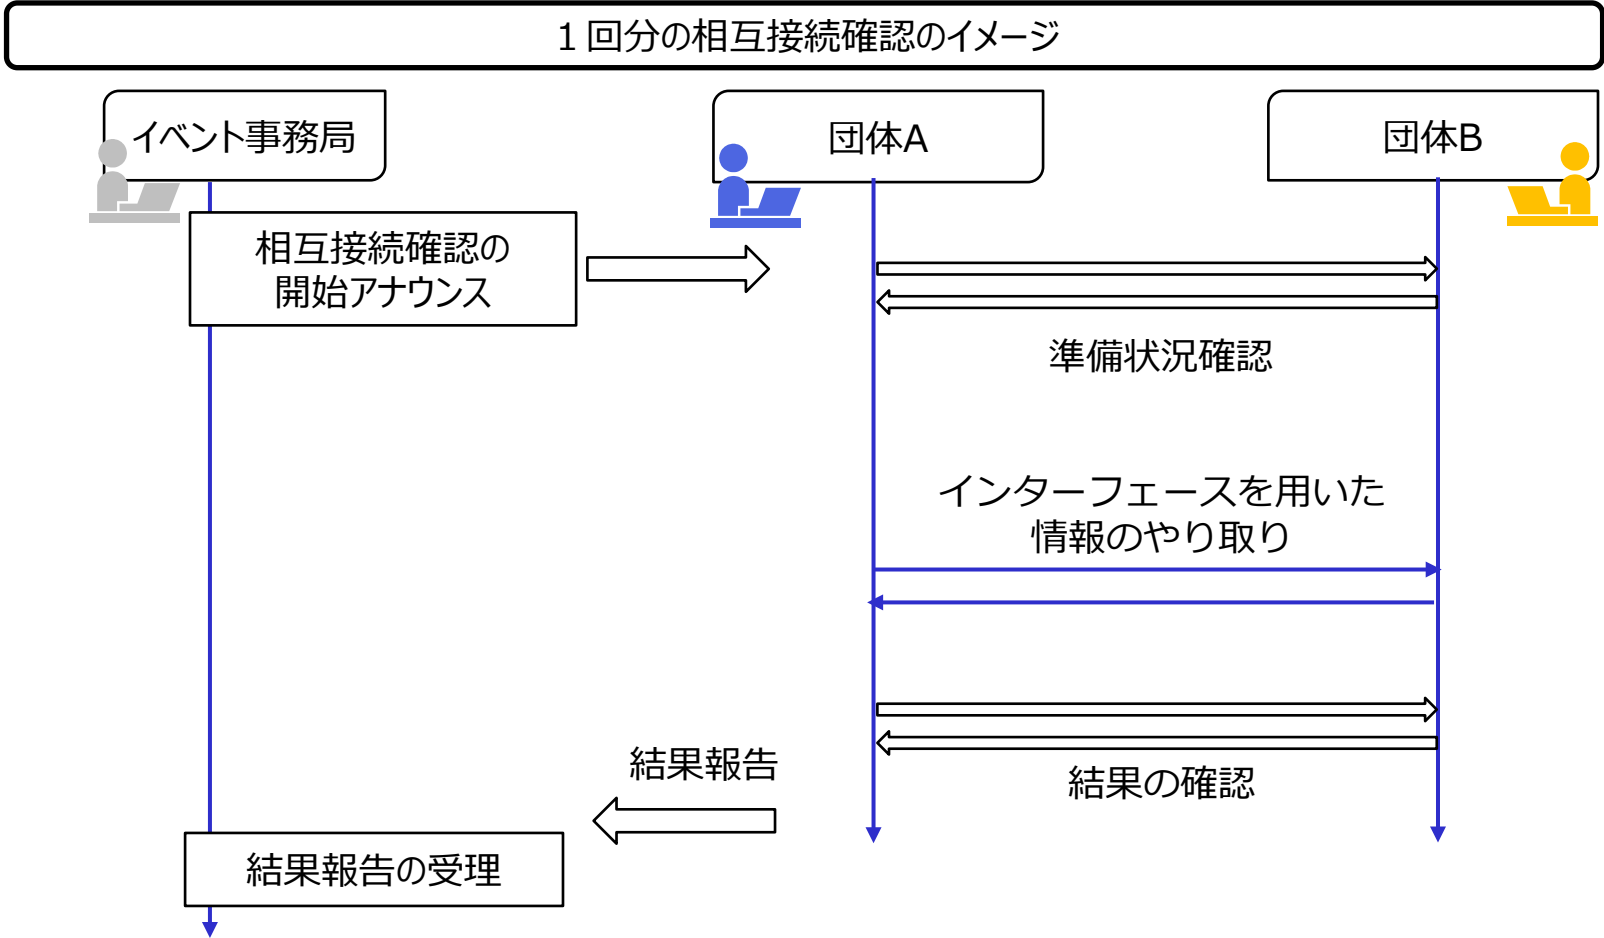 1回分の相互接続確認のイメージ
イベント事務局
団体A
団体B
相互接続確認の
開始アナウンス
準備状況確認
インターフェースを用いた
情報のやり取り
結果報告
結果の確認
結果報告の受理